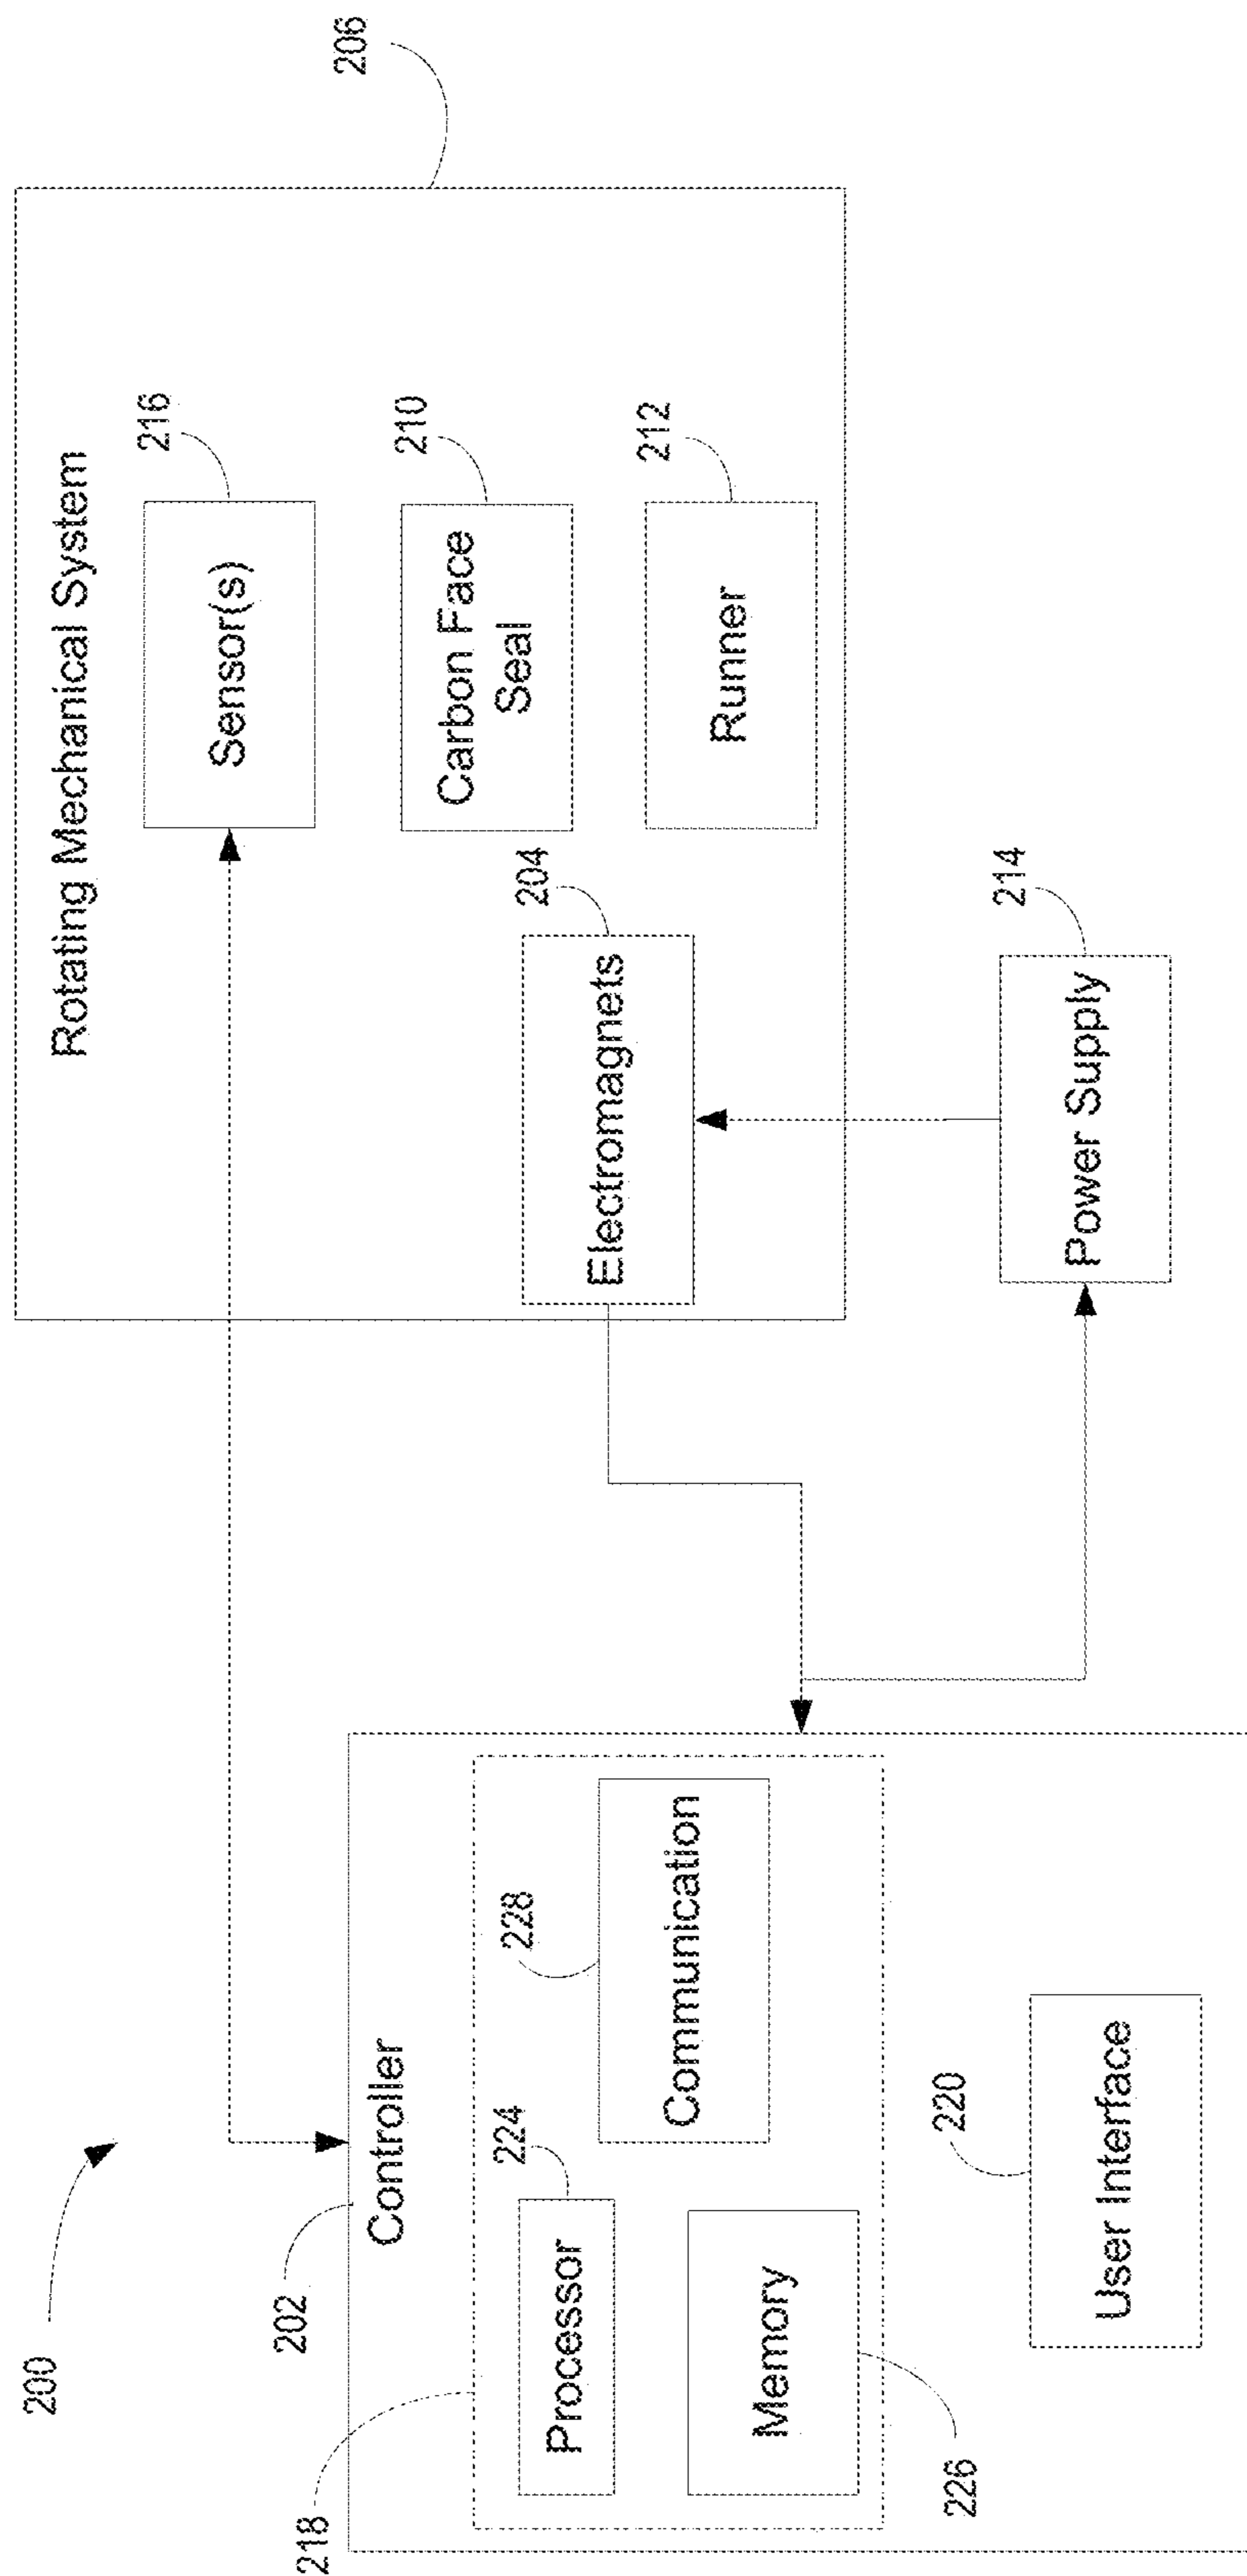 200
206
Rotating Mechanical System
216
Sensor(s)
202
Controller
210
Carbon Face
Seal
218
224
Processor
228
Communication
204
Electromagnets
212
Runner
Memory
226
214
Power Supply
220
User Interface